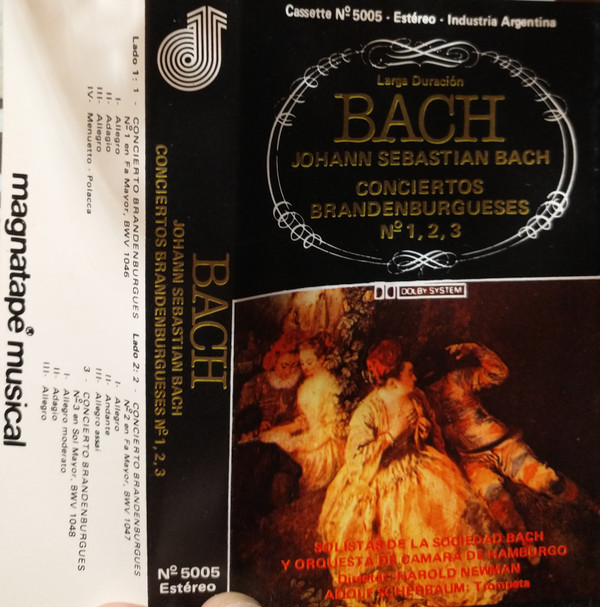 Cassette Nº 5005 - Estéreo - Industria Argentina
Larga Duración
BACH
JOHANN SEBASTIAN BACH
CONCIERTOS
BRANDENBURGUESES
Nº 1, 2, 3
DOLBY SYSTEM
SOLISTAS DE LA SOCIEDAD BACH
Y ORQUESTA DE CAMARA DE HAMBURGO
Director: HAROLD NEWMAN
ADOLF SCHERBAUM: Trompeta
BACH
JOHANN SEBASTIAN BACH
CONCIERTOS BRANDENBURGUESES Nº 1, 2, 3
Nº 5005
Estéreo
Lado 1: 1 - CONCIERTO BRANDENBURGUES
Nº 1 en Fa Mayor, BWV 1046
I- Allegro
II- Adagio
III- Allegro
IV- Menuetto - Polacca
Lado 2: 2 - CONCIERTO BRANDENBURGUES
Nº 2 en Fa Mayor, BWV 1047
I- Allegro
II- Andante
III- Allegro assai
3 - CONCIERTO BRANDENBURGUES
Nº 3 en Sol Mayor, BWV 1048
I- Allegro moderato
II- Adagio
III- Allegro
magnatape® musical